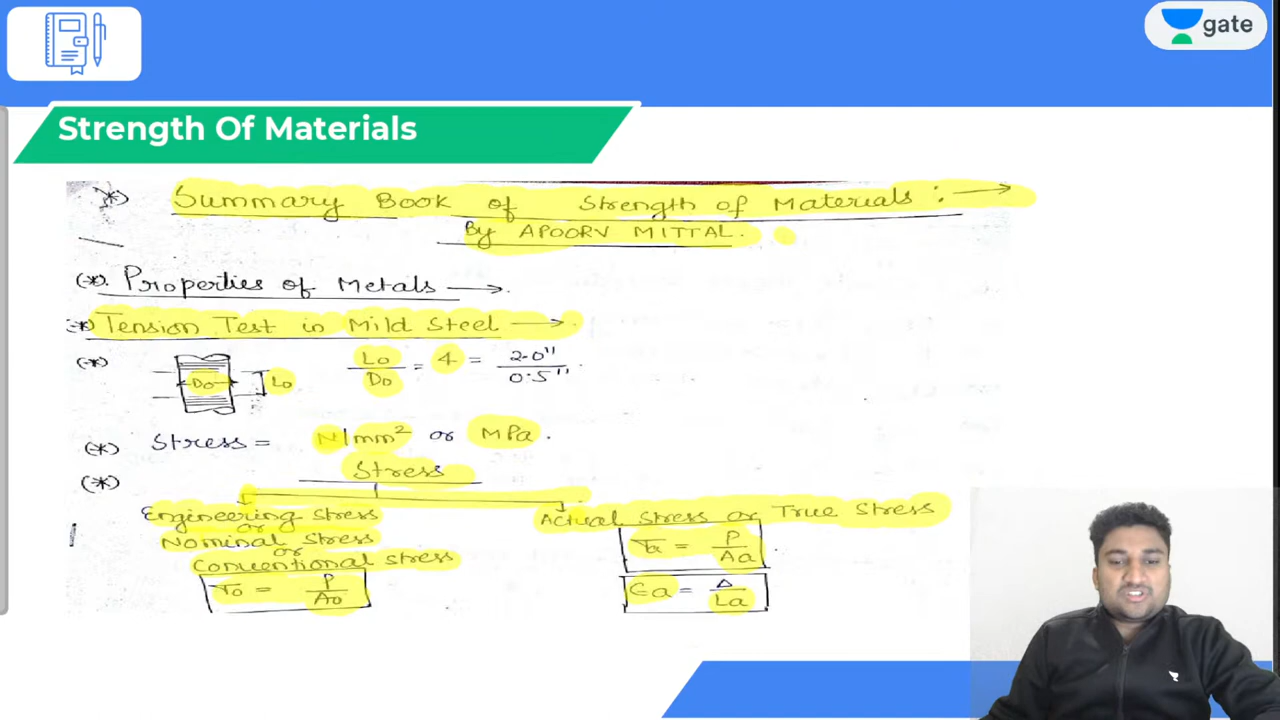 gate
Strength Of Materials
(*) Summary Book of Strength of Materials : →
By APOORV MITTAL.
(*) Properties of Metals →
(*) Tension Test in Mild Steel →
(*) Do Lo Lo/Do = 4 = 2.0"/0.5"
(*) Stress = N/mm² or MPa.
(*) Stress
Engineering Stress
or
Nominal Stress
or
Conventional Stress
σo = P/Ao
Actual Stress or True Stress
σa = P/Aa
εa = Δ/La